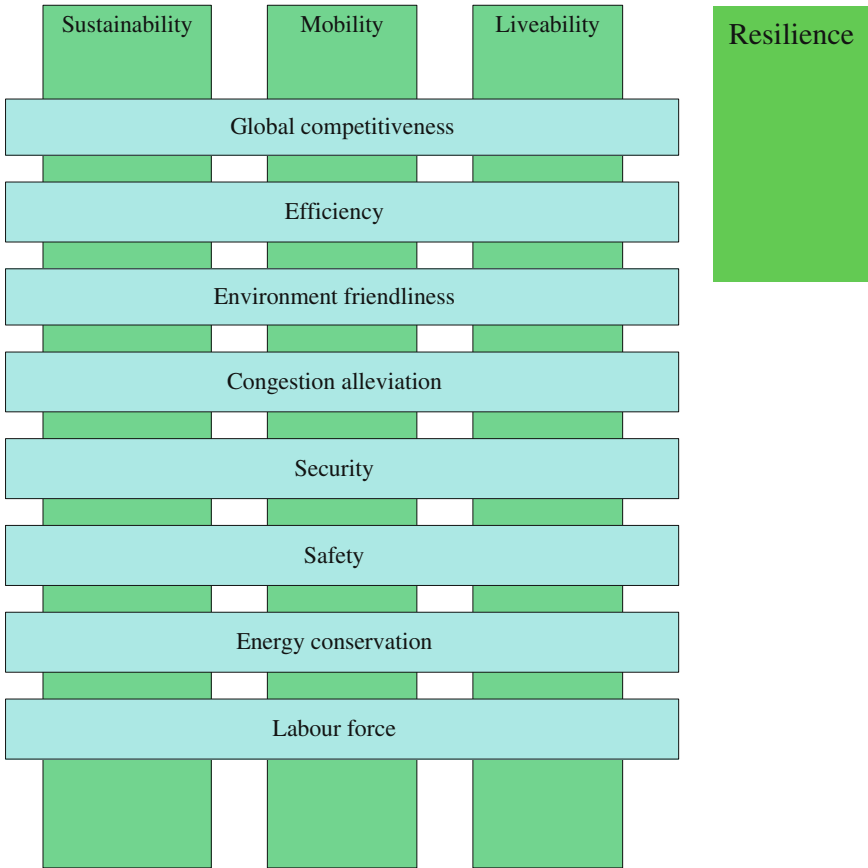 Sustainability
Mobility
Liveability
Resilience
Global competitiveness
Efficiency
Environment friendliness
Congestion alleviation
Security
Safety
Energy conservation
Labour force